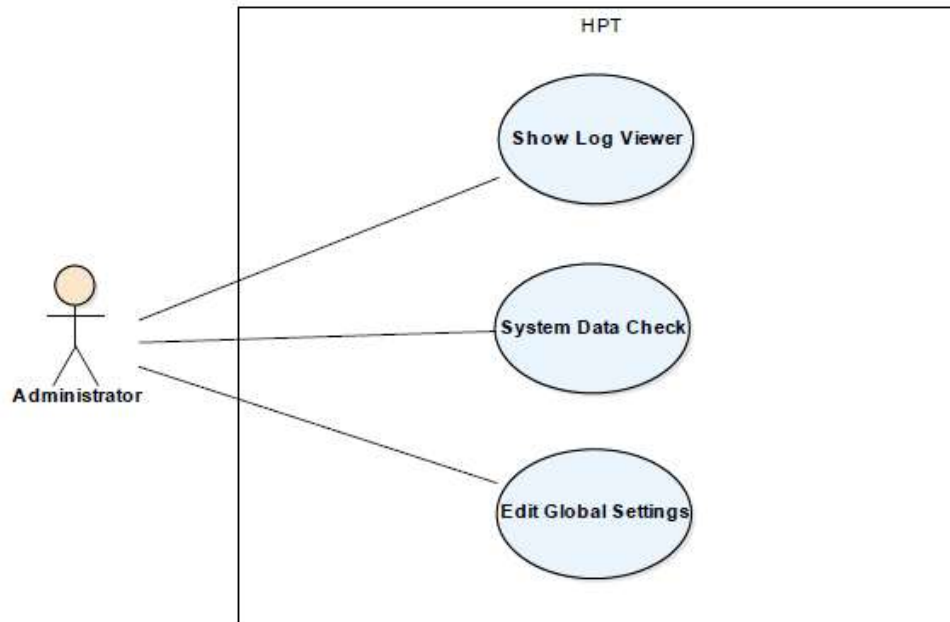 HPT
Show Log Viewer
System Data Check
Administrator
Edit Global Settings